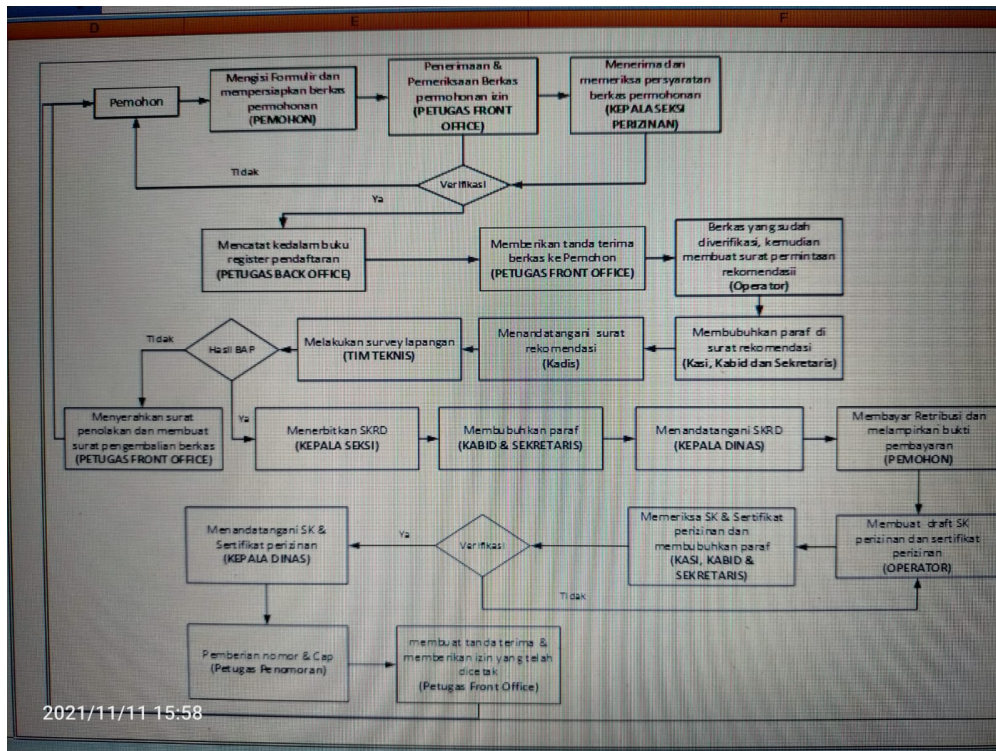 D
E
F
Pemohon
Mengisi Formulir dan
mempersiapkan berkas
permohonan
(PEMOHON)
Penerimaan &
Pemeriksaan Berkas
permohonan izin
(PETUGAS FRONT
OFFICE)
Menerima dan
memeriksa persyaratan
berkas permohonan
(KEPALA SEKSI
PERIZINAN)
Tidak
Verifikasi
Ya
Mencatat kedalam buku
register pendaftaran
(PETUGAS BACK OFFICE)
Memberikan tanda terima
berkas ke Pemohon
(PETUGAS FRONT OFFICE)
Berkas yang sudah
diverifikasi, kemudian
membuat surat permintaan
rekomendasii
(Operator)
Tidak
Hasil BAP
Melakukan survey lapangan
(TIM TEKNIS)
Menandatangani surat
rekomendasi
(Kadis)
Membubuhkan paraf di
surat rekomendasi
(Kasi, Kabid dan Sekretaris)
Menyerahkan surat
penolakan dan membuat
surat pengembalian berkas
(PETUGAS FRONT OFFICE)
Ya
Menerbitkan SKRD
(KEPALA SEKSI)
Membubuhkan paraf
(KABID & SEKRETARIS)
Menandatangani SKRD
(KEPALA DINAS)
Membayar Retribusi dan
melampirkan bukti
pembayaran
(PEMOHON)
Menandatangani SK &
Sertifikat perizinan
(KEPALA DINAS)
Ya
Verifikasi
Memeriksa SK & Sertifikat
perizinan dan
membubuhkan paraf
(KASI, KABID &
SEKRETARIS)
Membuat draft SK
perizinan dan sertifikat
perizinan
(OPERATOR)
Tidak
Pemberian nomor & Cap
(Petugas Penomoran)
membuat tanda terima &
memberikan izin yang telah
dicetak
(Petugas Front Office)
2021/11/11 15:58